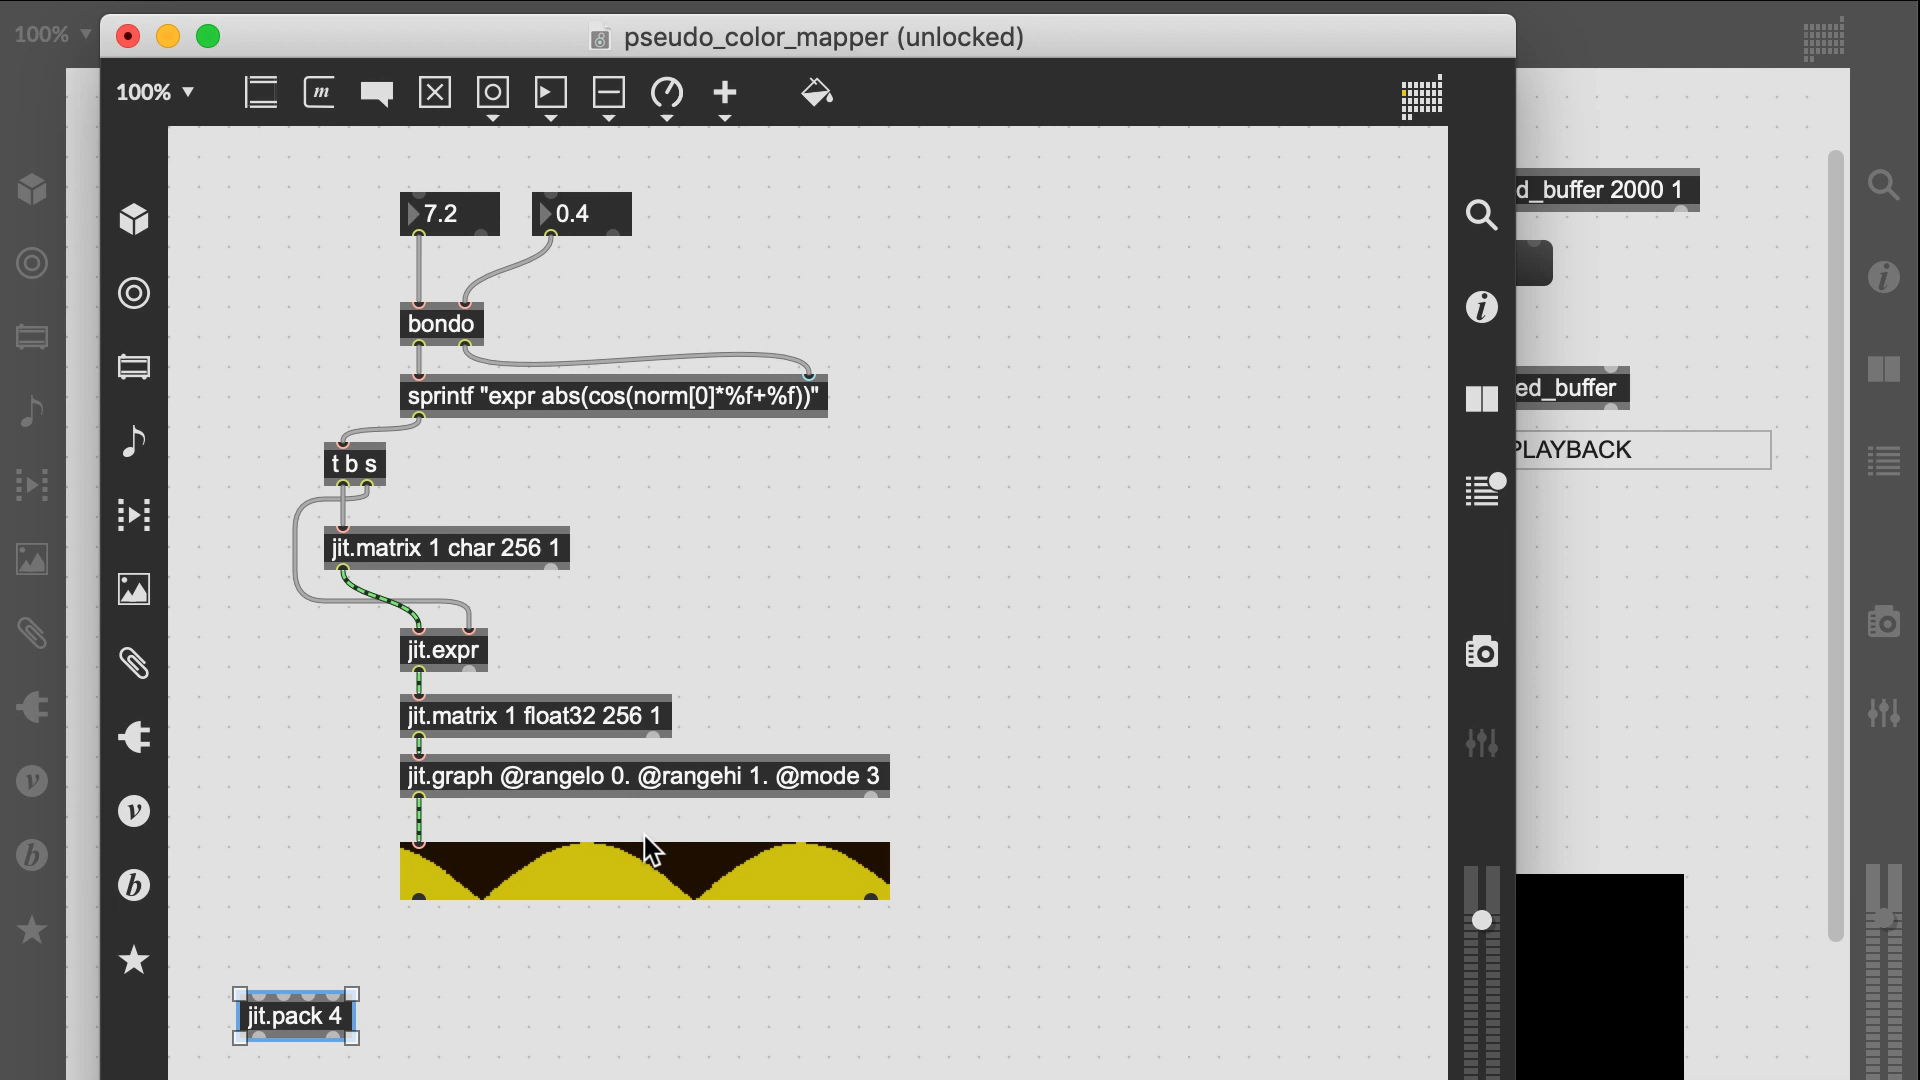 100%
pseudo_color_mapper (unlocked)
100%
m
7.2
0.4
d_buffer 2000 1
bondo
sprintf "expr abs(cos(norm[0]*%f+%f))"
ed_buffer
PLAYBACK
t b s
jit.matrix 1 char 256 1
jit.expr
jit.matrix 1 float32 256 1
jit.graph @rangelo 0. @rangehi 1. @mode 3
jit.pack 4
i
i
v
v
b
b